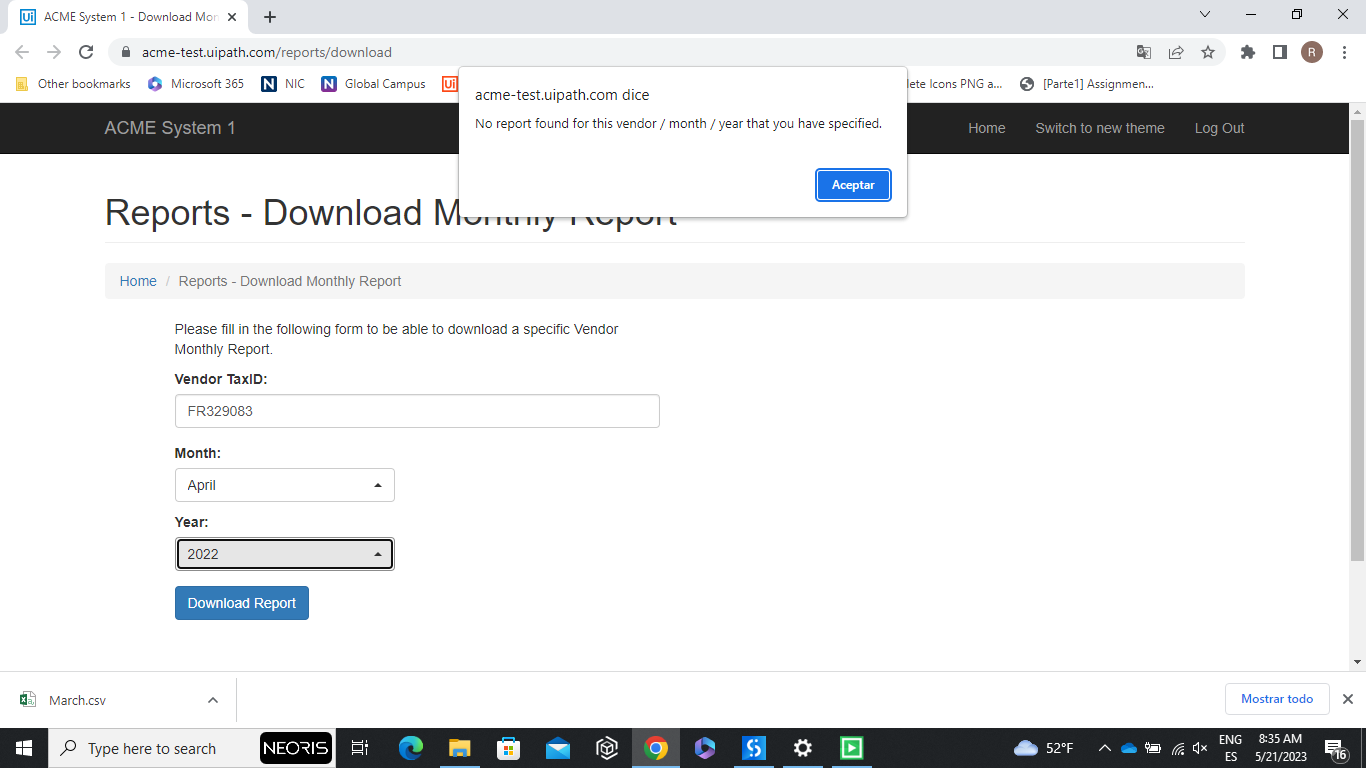 ACME System 1 - Download Mon
acme-test.uipath.com/reports/download
R
Other bookmarks
Microsoft 365
NIC
Global Campus
lete Icons PNG a...
[Parte1] Assignmen...
acme-test.uipath.com dice
No report found for this vendor / month / year that you have specified.
Aceptar
ACME System 1
Home
Switch to new theme
Log Out
Reports - Download Monthly Report
Home / Reports - Download Monthly Report
Please fill in the following form to be able to download a specific Vendor
Monthly Report.
Vendor TaxID:
FR329083
Month:
April
Year:
2022
Download Report
March.csv
Mostrar todo
Type here to search
NEORIS
52°F
ENG
ES
8:35 AM
5/21/2023
16